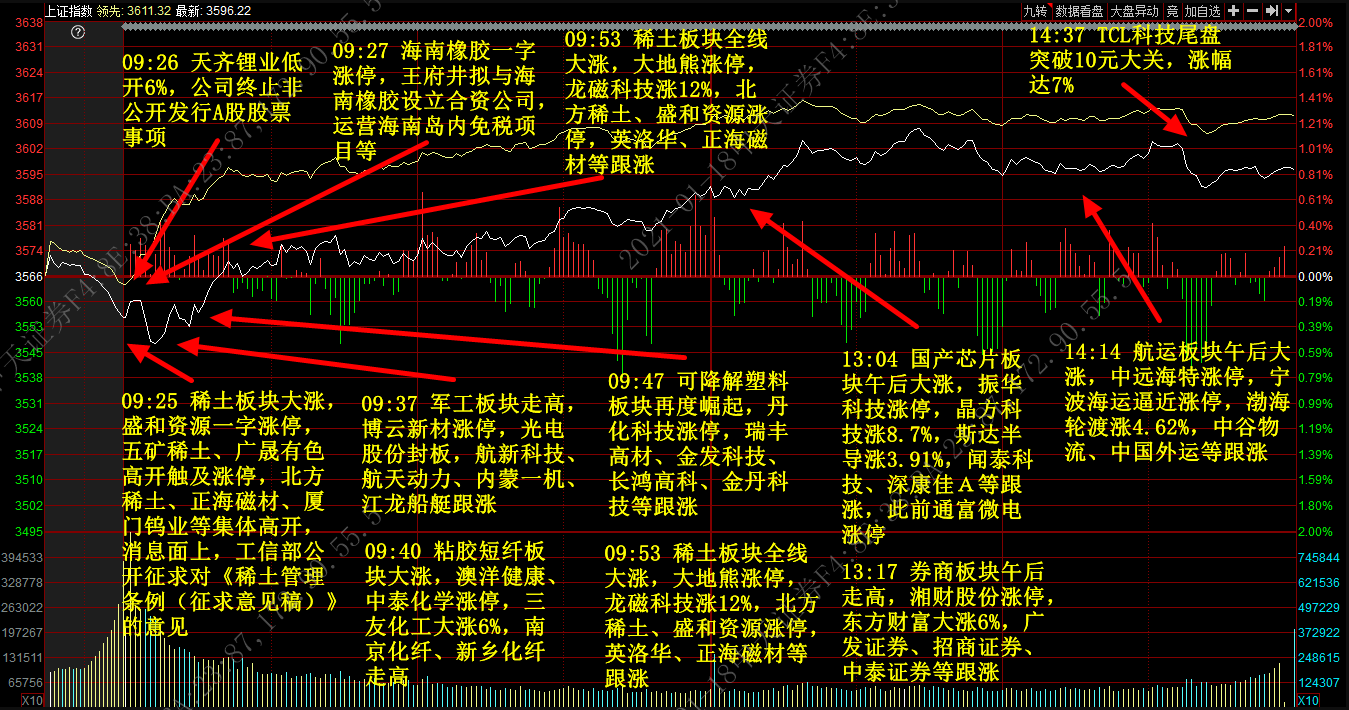 上证指数 领先: 3611.32 最新: 3596.22
九转 数据看盘 大盘异动 竞 加自选
3638
3631
3624
3617
3609
3602
3595
3588
3581
3574
3566
3560
3553
3545
3538
3531
3524
3517
3510
3502
3495
394533
328778
263022
197267
131511
65756
X10
09:26 天齐锂业低
开6%，公司终止非
公开发行A股股票
事项
09:27 海南橡胶一字
涨停，王府井拟与海
南橡胶设立合资公司，
运营海南岛内免税项
目等
09:53 稀土板块全线
大涨，大地熊涨停，
龙磁科技涨12%，北
方稀土、盛和资源涨
停，英洛华、正海磁
材等跟涨
14:37 TCL科技尾盘
突破10元大关，涨幅
达7%
09:25 稀土板块大涨，
盛和资源一字涨停，
五矿稀土、广晟有色
高开触及涨停，北方
稀土、正海磁材、厦
门钨业等集体高开，
消息面上，工信部公
开征求对《稀土管理
条例（征求意见稿）》
的意见
09:37 军工板块走高，
博云新材涨停，光电
股份封板，航新科技、
航天动力、内蒙一机、
江龙船艇跟涨
09:40 粘胶短纤板
块大涨，澳洋健康、
中泰化学涨停，三
友化工大涨6%，南
京化纤、新乡化纤
走高
09:47 可降解塑料
板块再度崛起，丹
化科技涨停，瑞丰
高材、金发科技、
长鸿高科、金丹科
技等跟涨
09:53 稀土板块全线
大涨，大地熊涨停，
龙磁科技涨12%，北方
稀土、盛和资源涨停，
英洛华、正海磁材等
跟涨
13:04 国产芯片板
块午后大涨，振华
科技涨停，晶方科
技涨8.7%，斯达半
导涨3.91%，闻泰科
技、深康佳Ａ等跟
涨，此前通富微电
涨停
13:17 券商板块午后
走高，湘财股份涨停，
东方财富大涨6%，广
发证券、招商证券、
中泰证券等跟涨
14:14 航运板块午后大
涨，中远海特涨停，宁
波海运逼近涨停，渤海
轮渡涨4.62%，中谷物
流、中国外运等跟涨
2.00%
1.81%
1.61%
1.41%
1.21%
1.01%
0.81%
0.61%
0.40%
0.21%
0.00%
0.19%
0.39%
0.59%
0.79%
0.99%
1.19%
1.39%
1.59%
1.80%
2.00%
745844
621536
497229
372922
248615
124307
X10